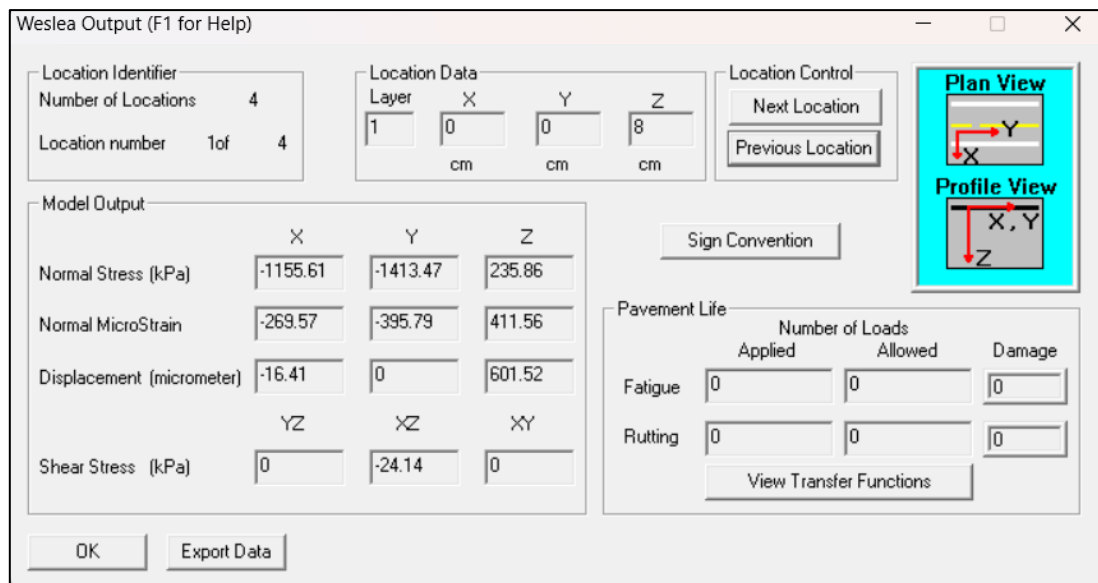 Weslea Output (F1 for Help)
Location Identifier
Number of Locations 4
Location number 1of 4
Location Data
Layer X Y Z
1 0 0 8
cm cm cm
Location Control
Next Location
Previous Location
Plan View
Y
X
Profile View
X, Y
Z
Model Output
X Y Z
Normal Stress (kPa) -1155.61 -1413.47 235.86
Normal MicroStrain -269.57 -395.79 411.56
Displacement (micrometer) -16.41 0 601.52
YZ XZ XY
Shear Stress (kPa) 0 -24.14 0
Sign Convention
Pavement Life
Number of Loads
Applied Allowed Damage
Fatigue 0 0 0
Rutting 0 0 0
View Transfer Functions
OK Export Data